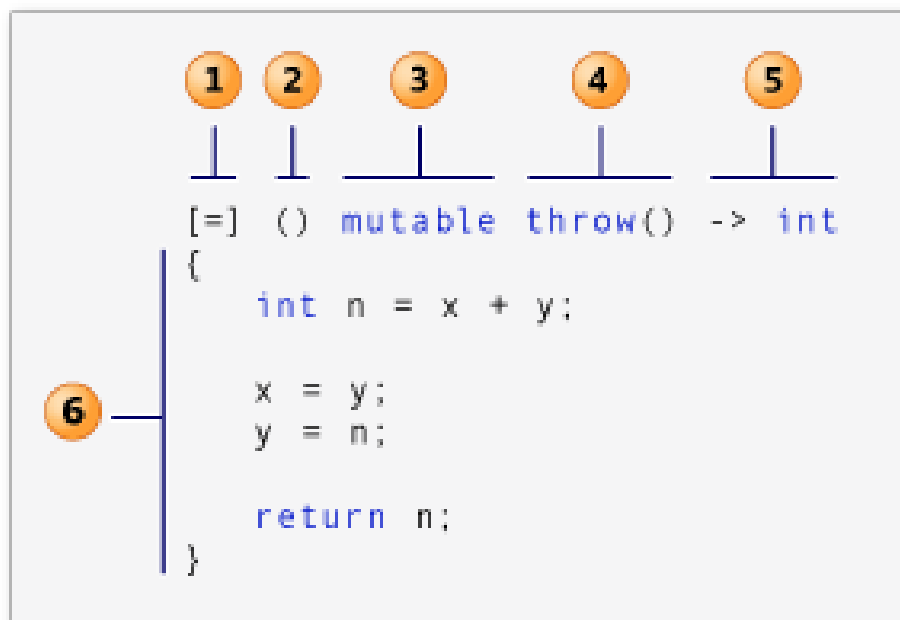 1 2 3 4 5
[=] () mutable throw() -> int
{
int n = x + y;
x = y;
6
y = n;
return n;
}